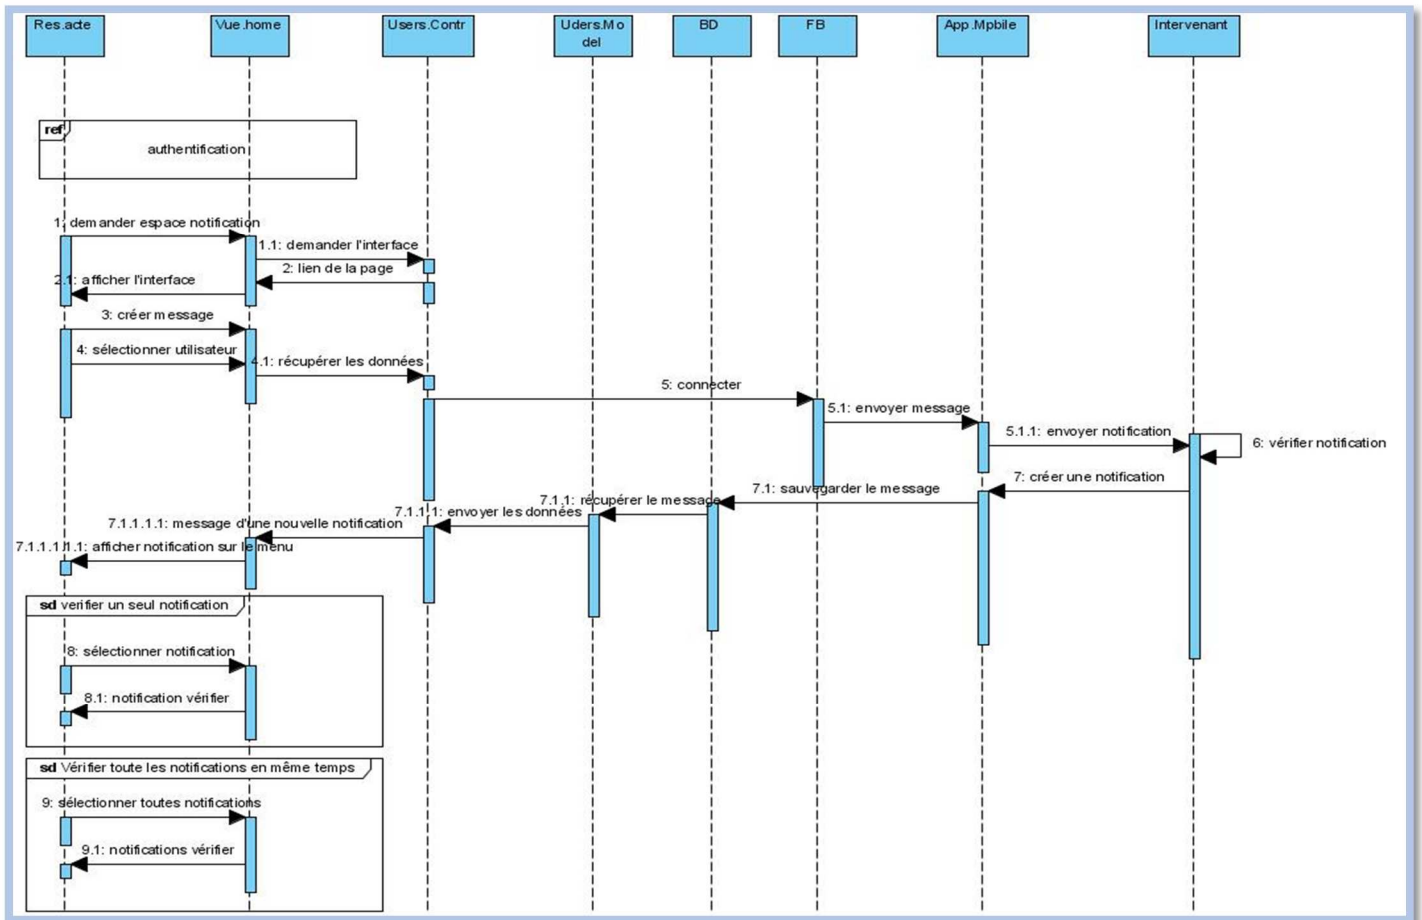 Res.acte
Vue.home
Users.Contr
Uders.Mo
del
BD
FB
App.Mpbile
Intervenant
ref
authentification
1: demander espace notification
1.1: demander l'interface
2: lien de la page
2.1: afficher l'interface
3: créer message
4: sélectionner utilisateur
4.1: récupérer les données
5: connecter
5.1: envoyer message
5.1.1: envoyer notification
6: vérifier notification
7: créer une notification
7.1: sauvegarder le message
7.1.1: récupérer le message
7.1.1.1: envoyer les données
7.1.1.1.1: message d'une nouvelle notification
7.1.1.1.1.1: afficher notification sur le menu
sd verifier un seul notification
8: sélectionner notification
8.1: notification vérifier
sd Vérifier toute les notifications en même temps
9: sélectionner toutes notifications
9.1: notifications vérifier